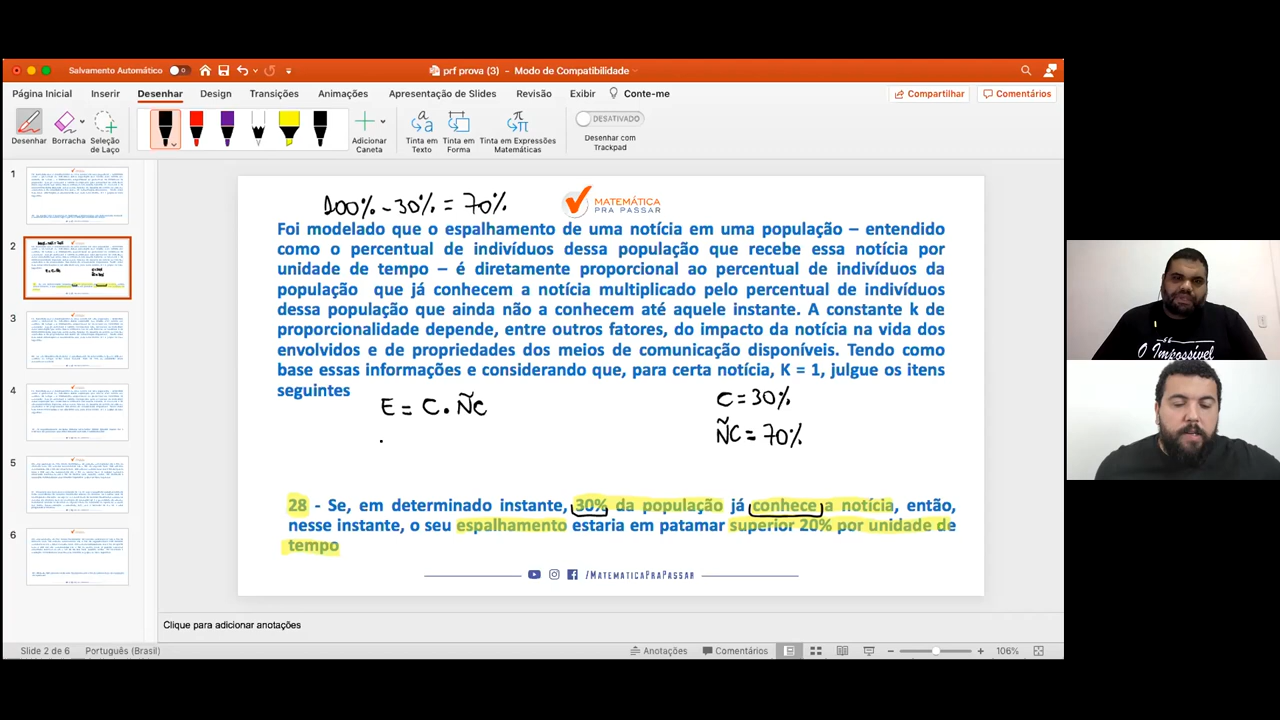 Salvamento Automático
prf prova (3) - Modo de Compatibilidade
Página Inicial Inserir Desenhar Design Transições Animações Apresentação de Slides Revisão Exibir Conte-me Compartilhar Comentários
DESATIVADO
Desenhar Borracha Seleção de Laço Adicionar Caneta Tinta em Texto Tinta em Forma Tinta em Expressões Matemáticas Desenhar com Trackpad
1
2
3
4
5
6
100% - 30% = 70%
MATEMÁTICA
PRA PASSAR
Foi modelado que o espalhamento de uma notícia em uma população – entendido
como o percentual de indivíduos dessa população que recebe essa notícia por
unidade de tempo – é diretamente proporcional ao percentual de indivíduos da
população que já conhecem a notícia multiplicado pelo percentual de indivíduos
dessa população que ainda não a conhecem até aquele instante. A constante k de
proporcionalidade depende, entre outros fatores, do impacto da notícia na vida dos
envolvidos e de propriedades dos meios de comunicação disponíveis. Tendo como
base essas informações e considerando que, para certa notícia, K = 1, julgue os itens
seguintes
E = C . ÑC
C = 30%
ÑC = 70%
28 - Se, em determinado instante, 30% da população já conhece a notícia, então,
nesse instante, o seu espalhamento estaria em patamar superior 20% por unidade de
tempo
/MATEMATICAPRAPASSAR
Clique para adicionar anotações
Slide 2 de 6 Português (Brasil) Anotações Comentários 106%
O Impossível